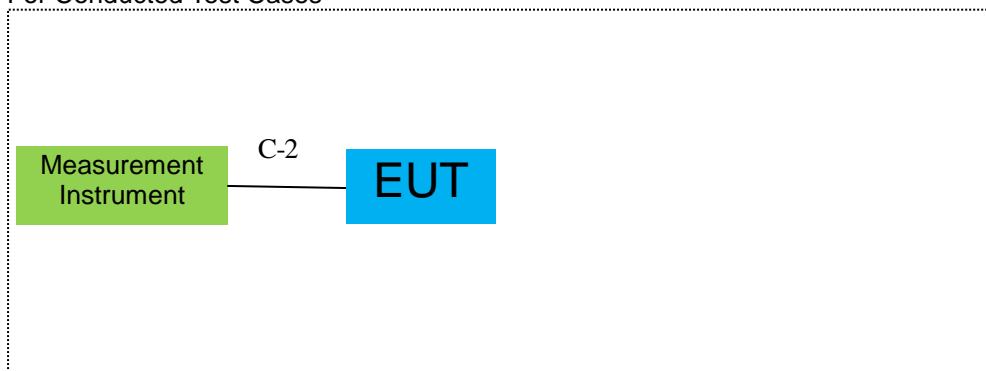 For Conducted Test Cases
C-2
Measurement
Instrument
EUT